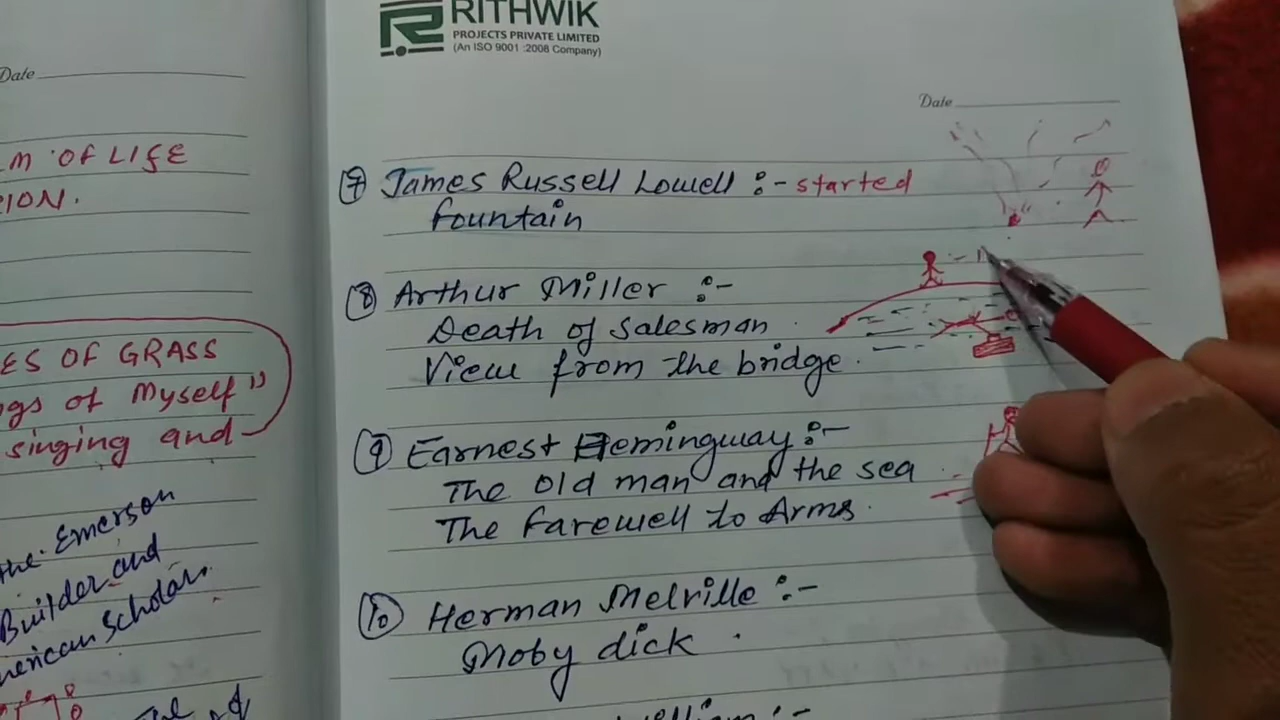 Date
M OF LIFE
ION.
ES OF GRASS
gs of Myself"
singing and
the Emerson
Builder and
merican Scholar.
of
RITHWIK
PROJECTS PRIVATE LIMITED
(An ISO 9001 :2008 Company)
Date
7 James Russell Lowell :- started
fountain
8 Arthur Miller :-
Death of salesman
View from the bridge.
9 Earnest Hemingway :-
The Old man and the sea
The Farewell to Arms.
10 Herman Melville :-
Moby dick